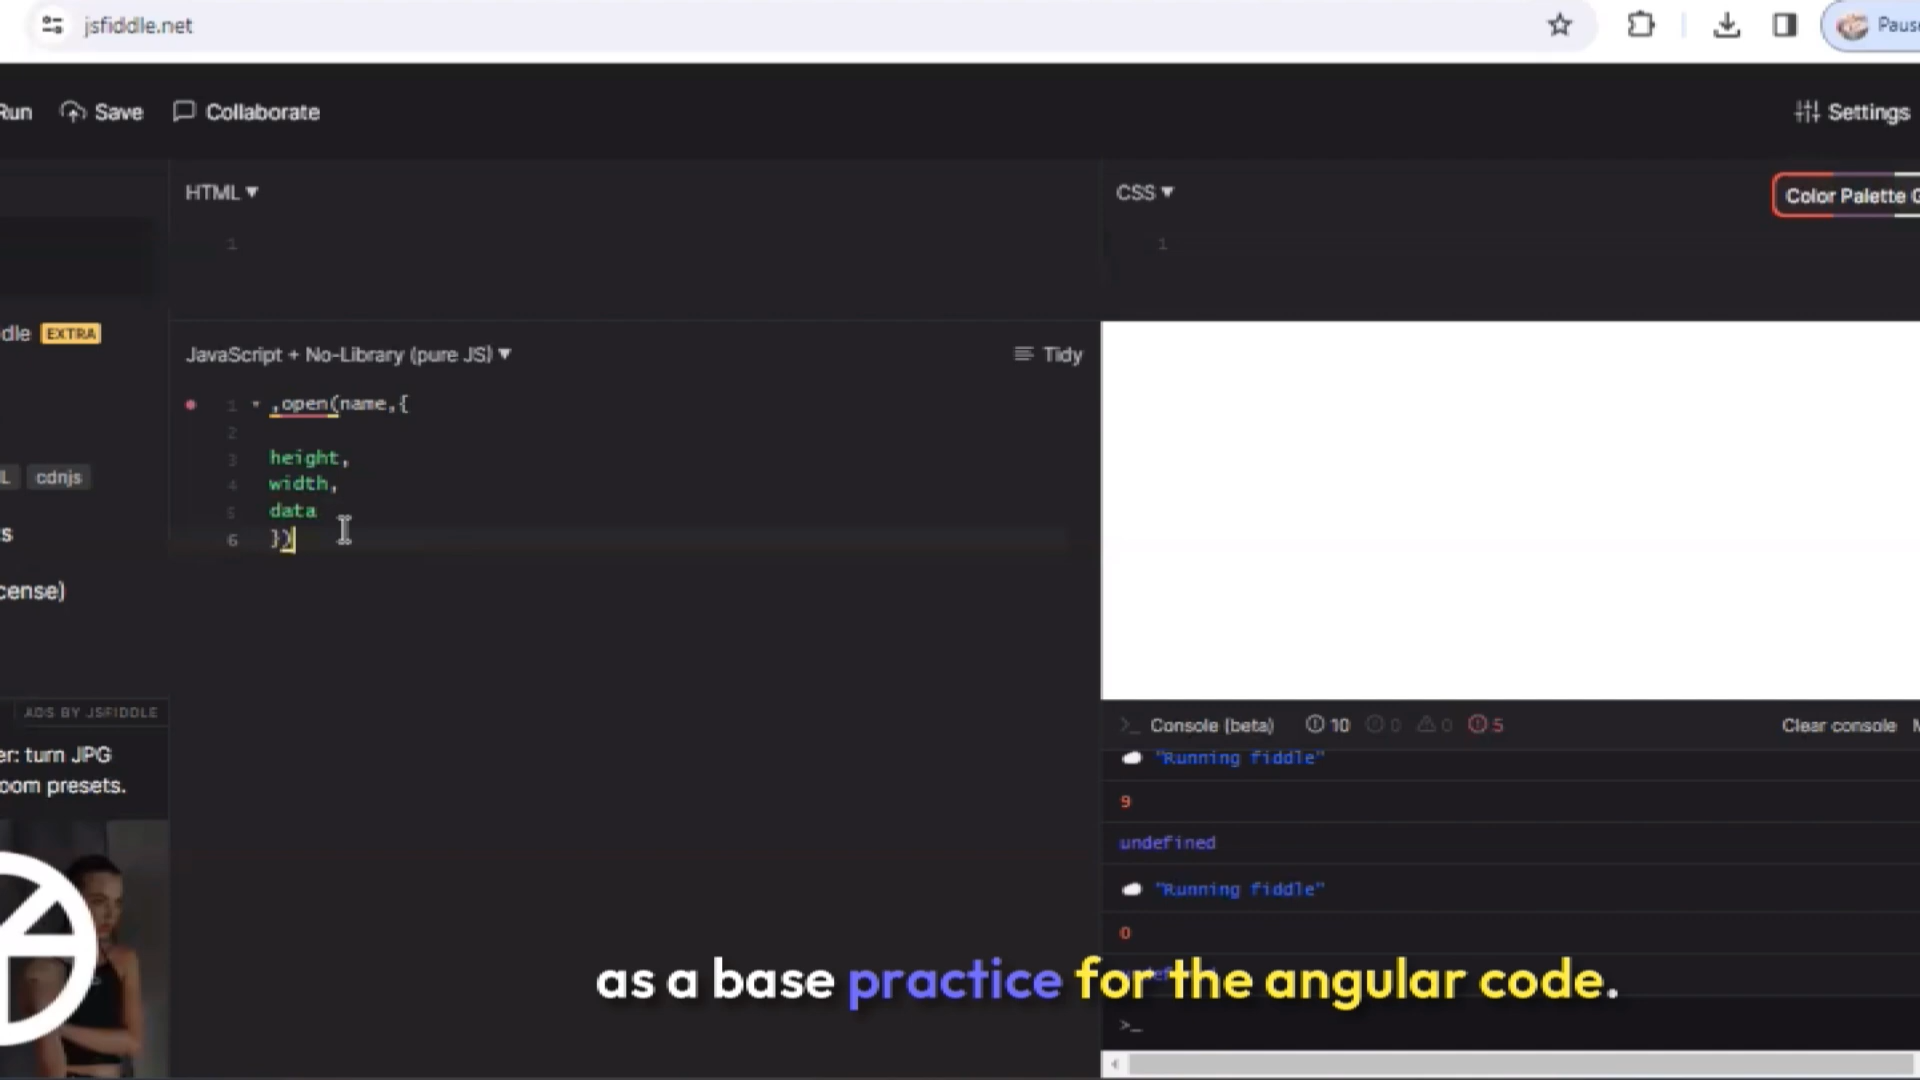 jsfiddle.net
Paus
Run
Save
Collaborate
Settings
HTML
CSS
Color Palette G
1
1
dle EXTRA
JavaScript + No-Library (pure JS)
Tidy
1 ,open(name,{
2
3 height,
4 width,
5 data
6 })
L
cdnjs
s
cense)
ADS BY JSFIDDLE
er: turn JPG
oom presets.
>_ Console (beta) 10 0 0 5
Clear console M
"Running fiddle"
9
undefined
"Running fiddle"
0
as a base practice for the angular code.
>_